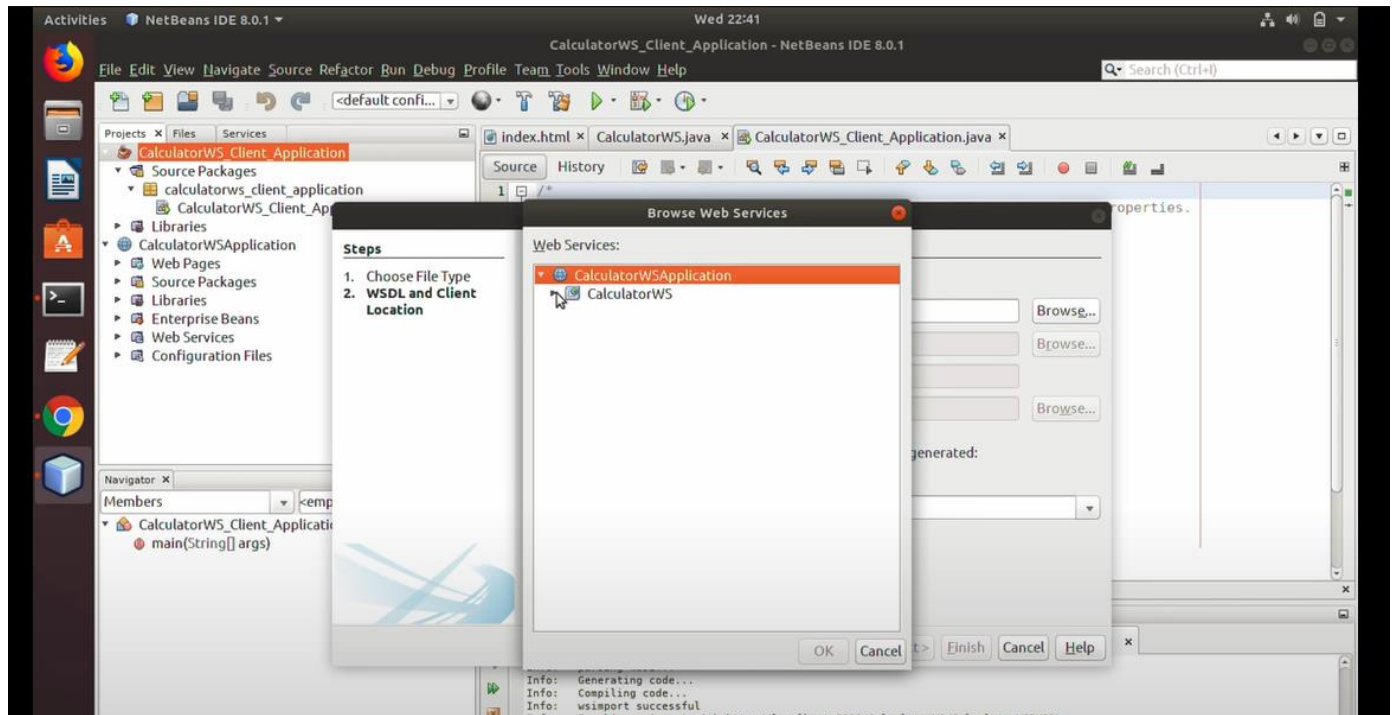 Activities NetBeans IDE 8.0.1 Wed 22:41
CalculatorWS_Client_Application - NetBeans IDE 8.0.1
File Edit View Navigate Source Refactor Run Debug Profile Team Tools Window Help
Search (Ctrl+I)
<default confi...
Projects Files Services
index.html CalculatorWS.java CalculatorWS_Client_Application.java
CalculatorWS_Client_Application
Source Packages
calculatorws_client_application
CalculatorWS_Client_Ap
Libraries
CalculatorWSApplication
Web Pages
Source Packages
Libraries
Enterprise Beans
Web Services
Configuration Files
Source History
1 /*
roperties.
Steps
1. Choose File Type
2. WSDL and Client
Location
Browse Web Services
Web Services:
CalculatorWSApplication
CalculatorWS
OK Cancel
Browse...
Browse...
Browse...
generated:
Finish Cancel Help
Navigator
Members <emp
CalculatorWS_Client_Applicatio
main(String[] args)
Info: Generating code...
Info: Compiling code...
Info: wsimport successful